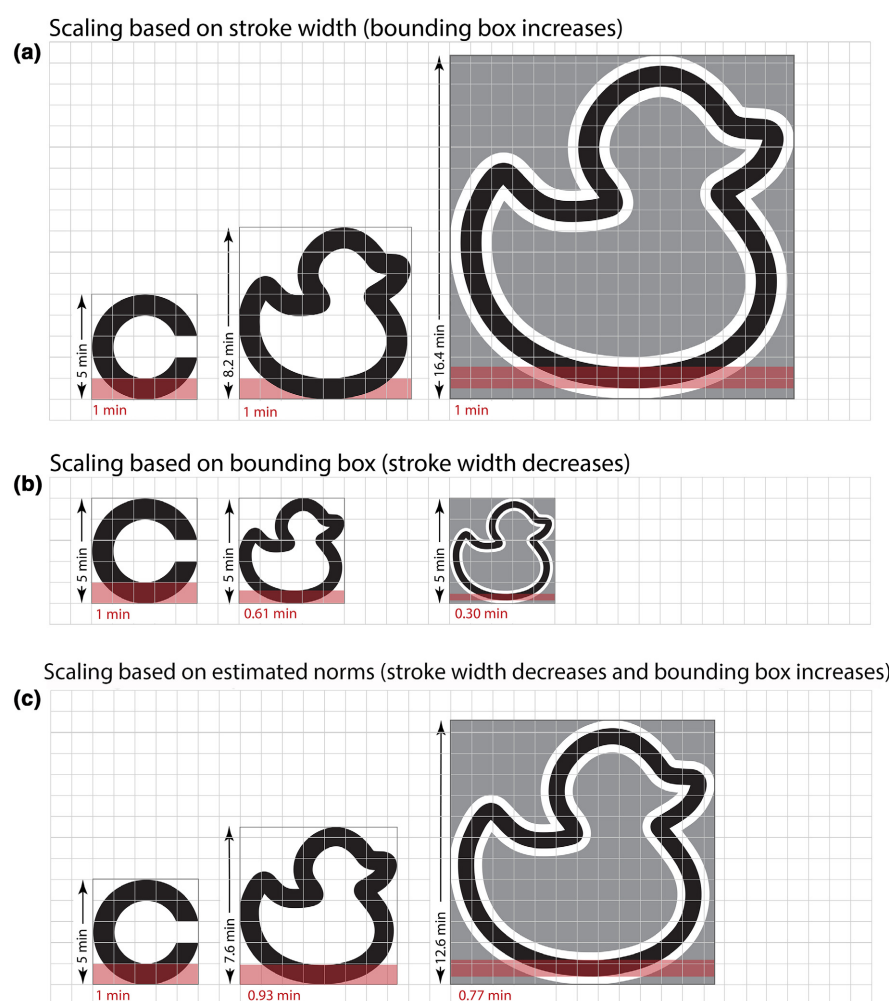 Scaling based on stroke width (bounding box increases)
(a)
5 min
1 min
8.2 min
1 min
16.4 min
1 min
Scaling based on bounding box (stroke width decreases)
(b)
5 min
1 min
5 min
0.61 min
5 min
0.30 min
Scaling based on estimated norms (stroke width decreases and bounding box increases)
(c)
5 min
1 min
7.6 min
0.93 min
12.6 min
0.77 min